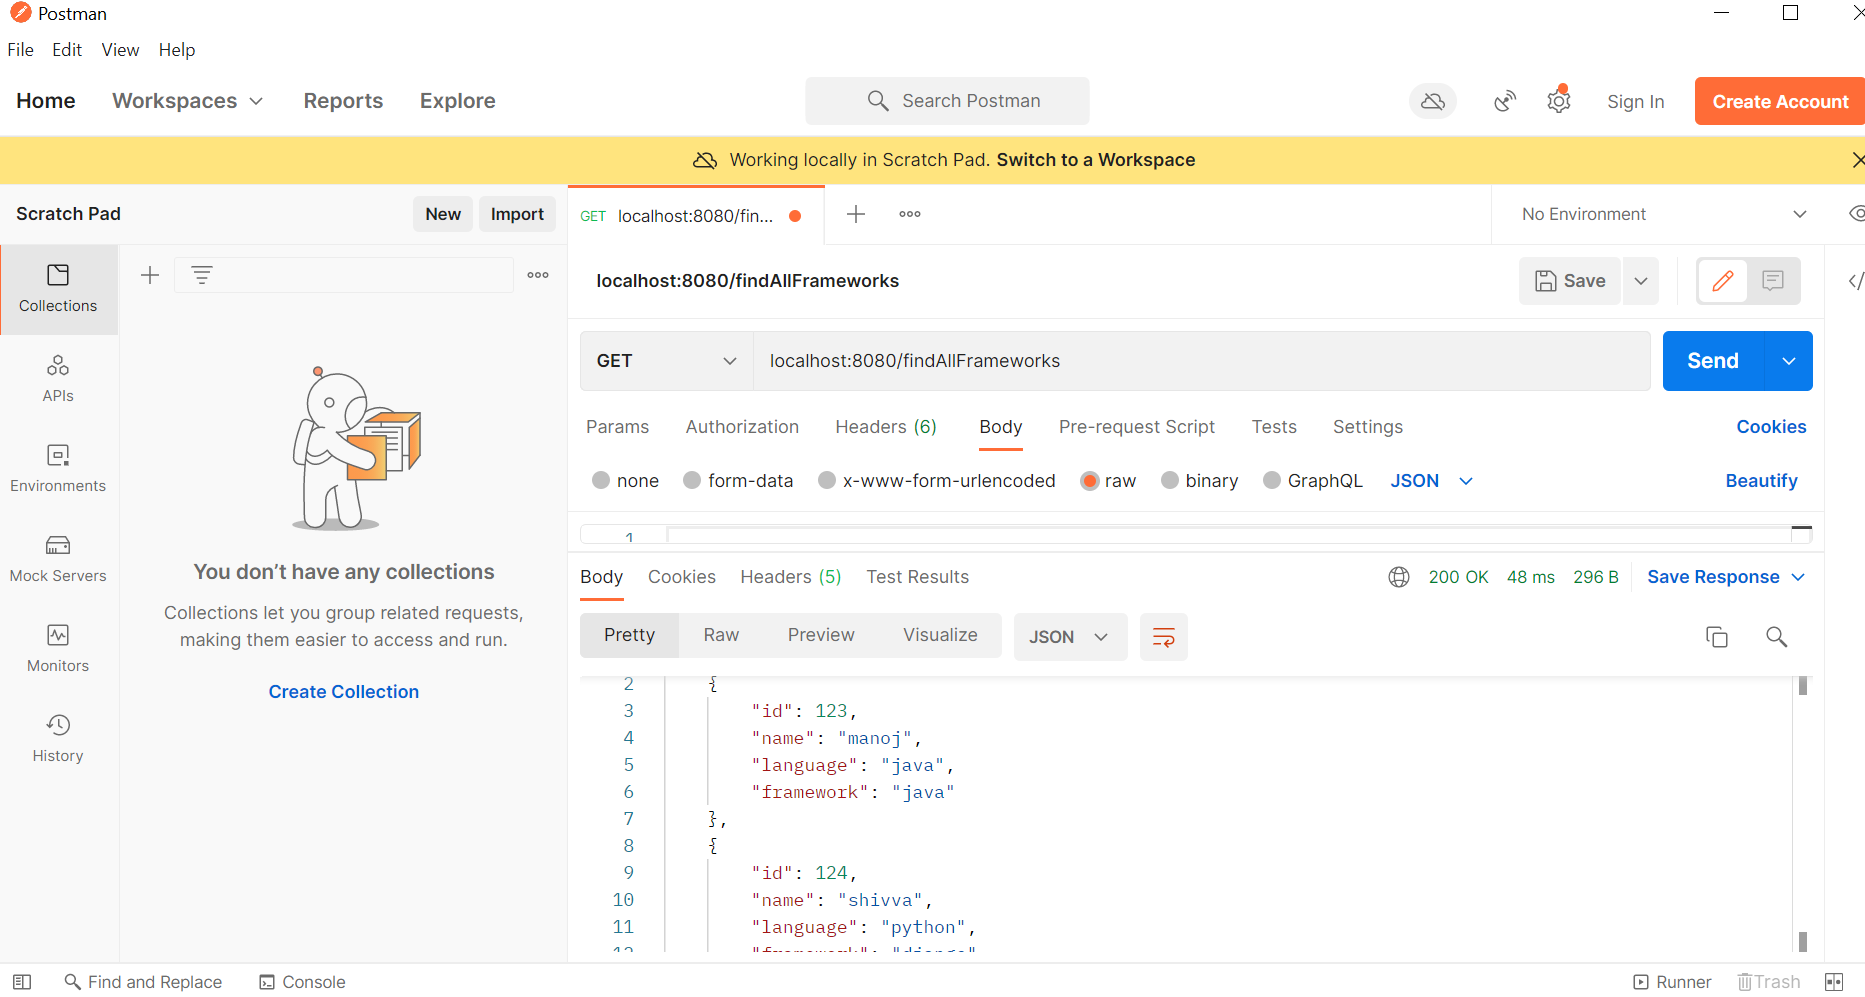 Postman
File Edit View Help
Home Workspaces Reports Explore Search Postman Sign In Create Account
Working locally in Scratch Pad. Switch to a Workspace
Scratch Pad New Import GET localhost:8080/fin... No Environment
Collections
APIs
Environments
Mock Servers
Monitors
History
You don’t have any collections
Collections let you group related requests,
making them easier to access and run.
Create Collection
localhost:8080/findAllFrameworks Save
GET localhost:8080/findAllFrameworks Send
Params Authorization Headers (6) Body Pre-request Script Tests Settings Cookies
none form-data x-www-form-urlencoded raw binary GraphQL JSON Beautify
1
Body Cookies Headers (5) Test Results 200 OK 48 ms 296 B Save Response
Pretty Raw Preview Visualize JSON
2 {
3 "id": 123,
4 "name": "manoj",
5 "language": "java",
6 "framework": "java"
7 },
8 {
9 "id": 124,
10 "name": "shivva",
11 "language": "python",
12 "framework": "django"
Find and Replace Console Runner Trash